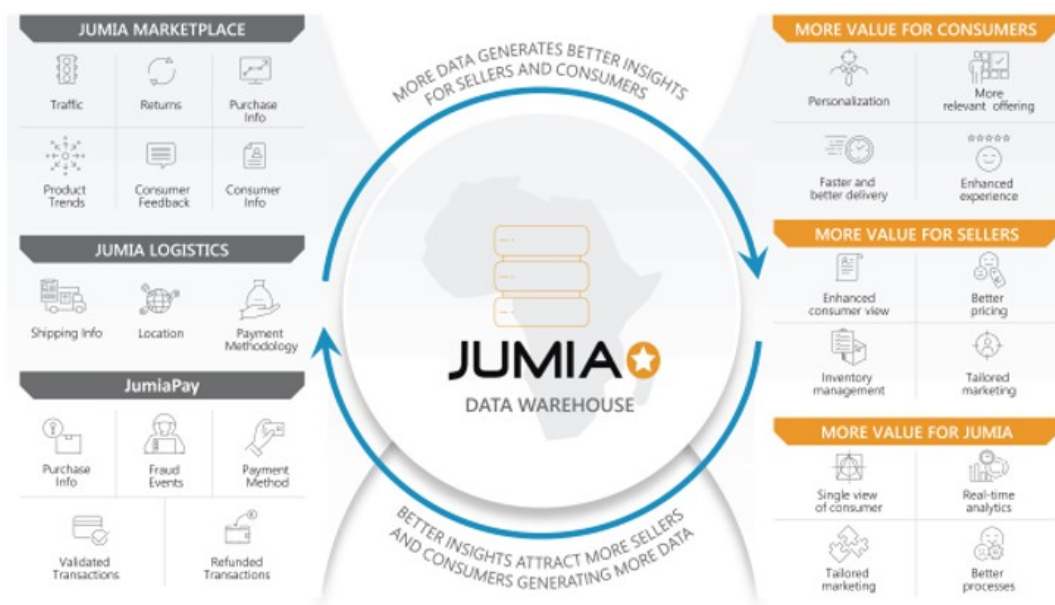 JUMIA MARKETPLACE
Traffic
Returns
Purchase
Info
Product
Trends
Consumer
Feedback
Consumer
Info
JUMIA LOGISTICS
Shipping Info
Location
Payment
Methodology
JumiaPay
Purchase
Info
Fraud
Events
Payment
Method
Validated
Transactions
Refunded
Transactions
MORE DATA GENERATES BETTER INSIGHTS
FOR SELLERS AND CONSUMERS
JUMIA
DATA WAREHOUSE
BETTER INSIGHTS ATTRACT MORE SELLERS
AND CONSUMERS GENERATING MORE DATA
MORE VALUE FOR CONSUMERS
Personalization
More
relevant offering
Faster and
better delivery
Enhanced
experience
MORE VALUE FOR SELLERS
Enhanced
consumer view
Better
pricing
Inventory
management
Tailored
marketing
MORE VALUE FOR JUMIA
Single view
of consumer
Real-time
analytics
Tailored
marketing
Better
processes